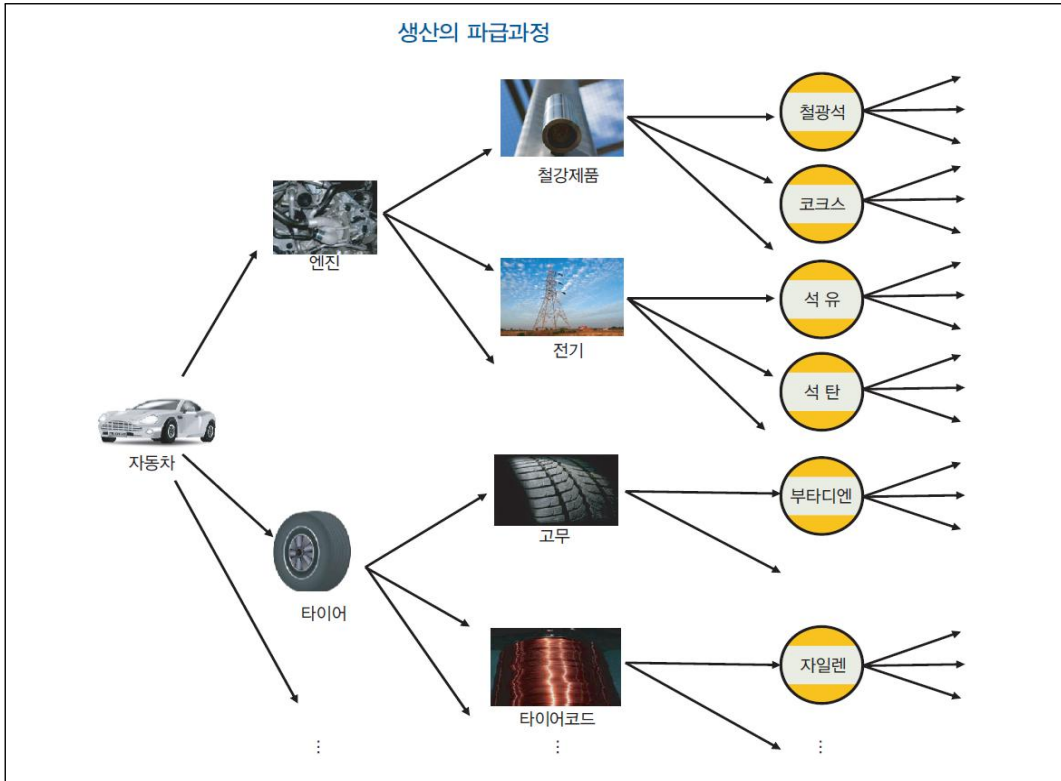 생산의 파급과정
철광석
철강제품
코크스
엔진
석 유
전기
석 탄
자동차
부타디엔
고무
타이어
자일렌
타이어코드
⋮
⋮
⋮